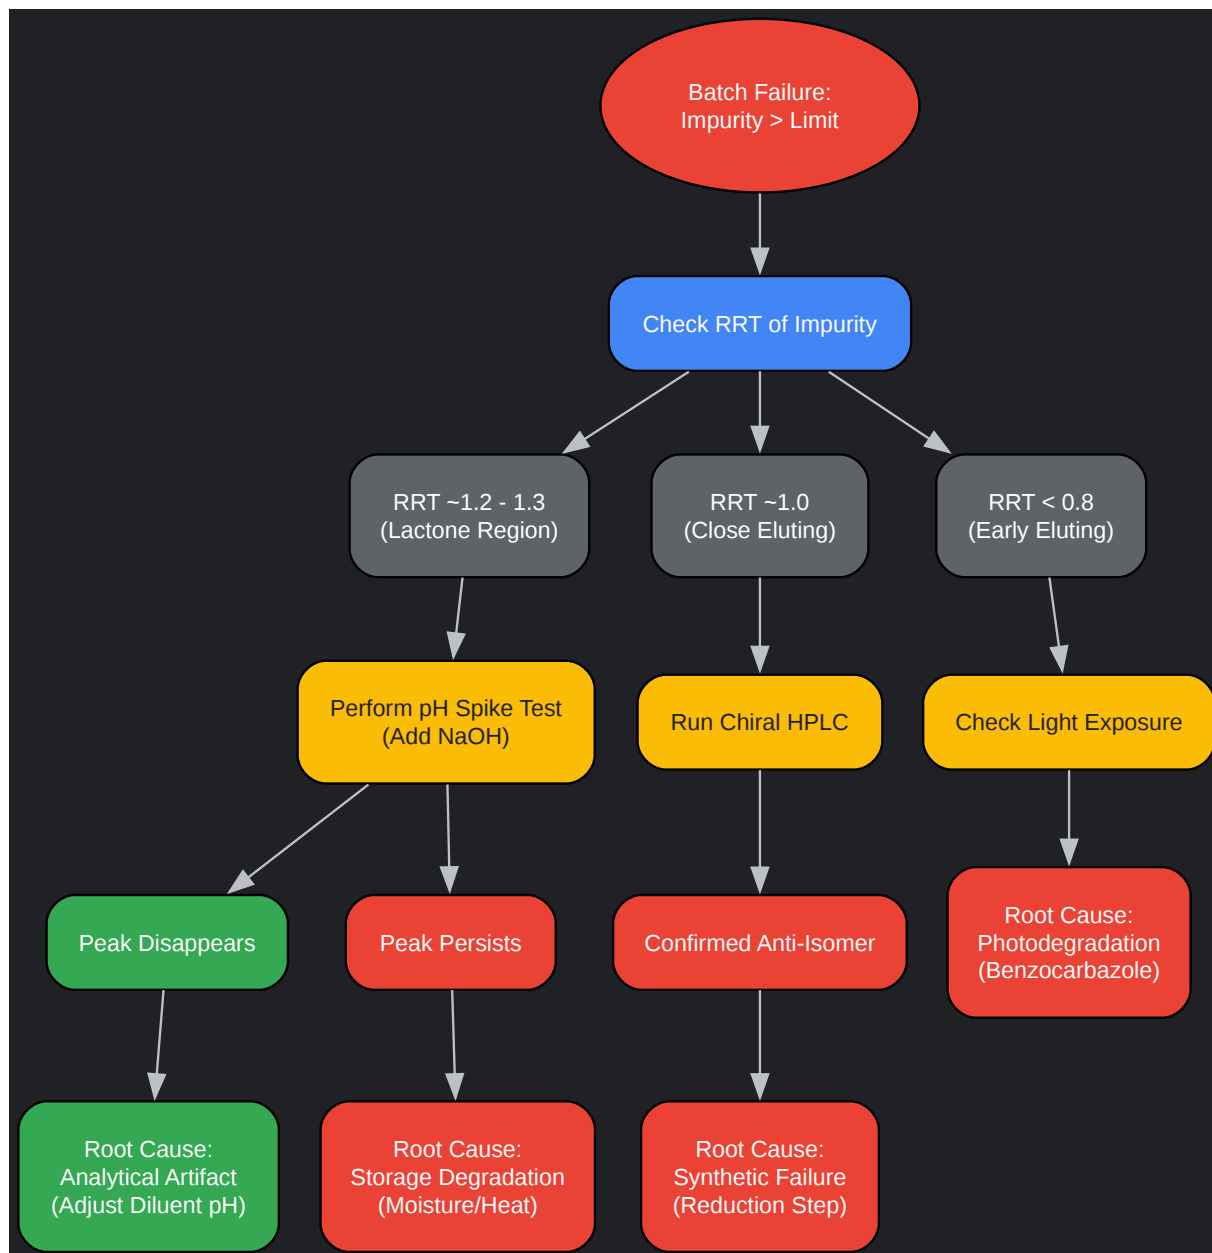 Batch Failure:
Impurity > Limit
Check RRT of Impurity
RRT ~1.2 - 1.3
(Lactone Region)
RRT ~1.0
(Close Eluting)
RRT < 0.8
(Early Eluting)
Perform pH Spike Test
(Add NaOH)
Run Chiral HPLC
Check Light Exposure
Peak Disappears
Peak Persists
Confirmed Anti-Isomer
Root Cause:
Photodegradation
(Benzocarbazole)
Root Cause:
Analytical Artifact
(Adjust Diluent pH)
Root Cause:
Storage Degradation
(Moisture/Heat)
Root Cause:
Synthetic Failure
(Reduction Step)